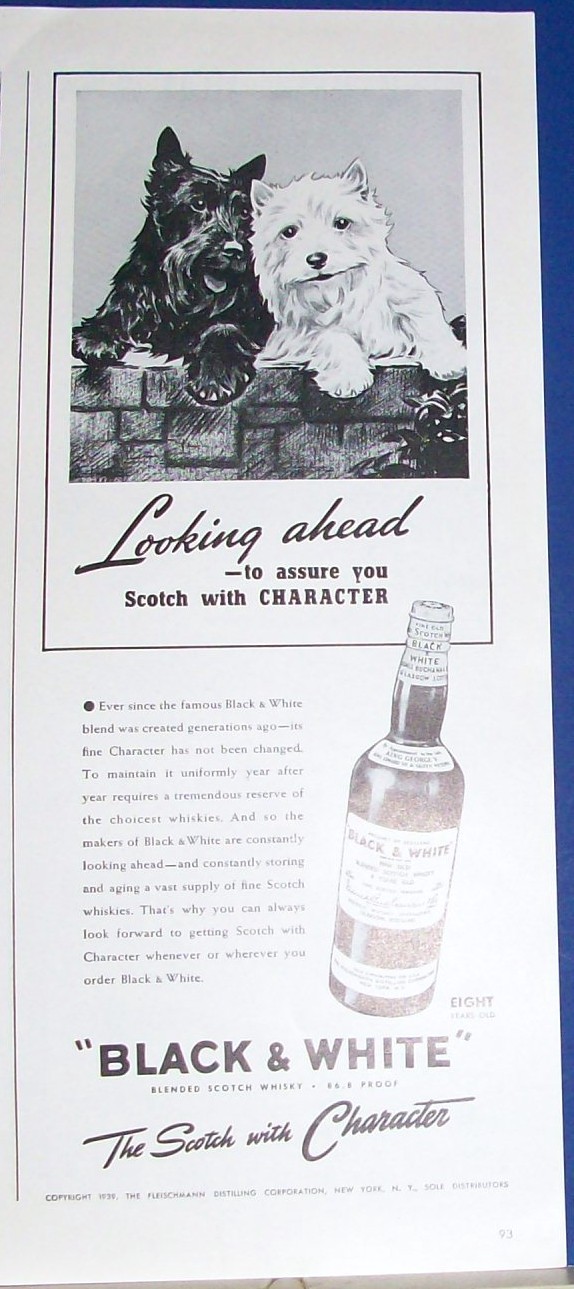 Looking ahead
—to assure you
Scotch with CHARACTER
BLACK
&
WHITE
KING GEORGE V
BLACK & WHITE
● Ever since the famous Black & White
blend was created generations ago—its
fine Character has not been changed.
To maintain it uniformly year after
year requires a tremendous reserve of
the choicest whiskies. And so the
makers of Black & White are constantly
looking ahead—and constantly storing
and aging a vast supply of fine Scotch
whiskies. That's why you can always
look forward to getting Scotch with
Character whenever or wherever you
order Black & White.
EIGHT
YEARS OLD
"BLACK & WHITE"
BLENDED SCOTCH WHISKY • 86.8 PROOF
The Scotch with Character
COPYRIGHT 1939, THE FLEISCHMANN DISTILLING CORPORATION, NEW YORK, N. Y., SOLE DISTRIBUTORS
93